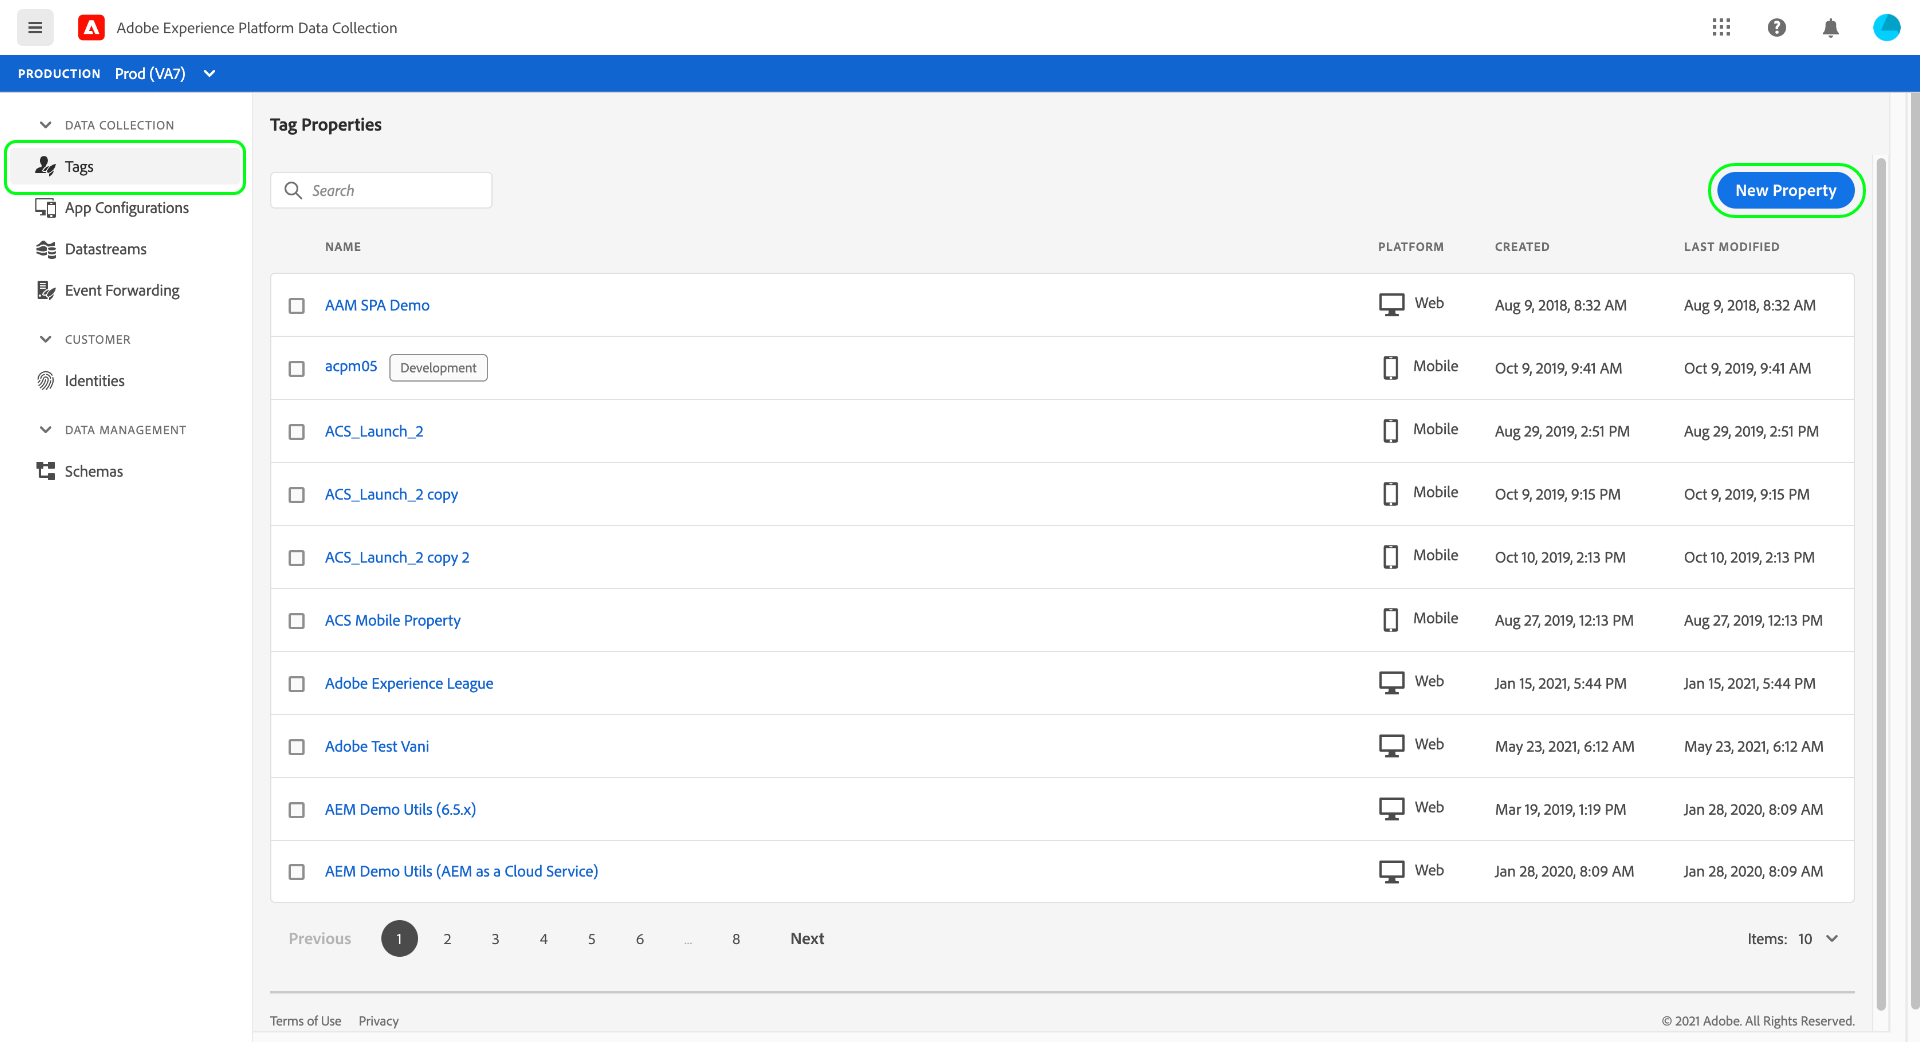 Adobe Experience Platform Data Collection
PRODUCTION Prod (VA7)
DATA COLLECTION
Tags
App Configurations
Datastreams
Event Forwarding
CUSTOMER
Identities
DATA MANAGEMENT
Schemas
Tag Properties
Search
New Property
NAME PLATFORM CREATED LAST MODIFIED
AAM SPA Demo Web Aug 9, 2018, 8:32 AM Aug 9, 2018, 8:32 AM
acpm05 Development Mobile Oct 9, 2019, 9:41 AM Oct 9, 2019, 9:41 AM
ACS_Launch_2 Mobile Aug 29, 2019, 2:51 PM Aug 29, 2019, 2:51 PM
ACS_Launch_2 copy Mobile Oct 9, 2019, 9:15 PM Oct 9, 2019, 9:15 PM
ACS_Launch_2 copy 2 Mobile Oct 10, 2019, 2:13 PM Oct 10, 2019, 2:13 PM
ACS Mobile Property Mobile Aug 27, 2019, 12:13 PM Aug 27, 2019, 12:13 PM
Adobe Experience League Web Jan 15, 2021, 5:44 PM Jan 15, 2021, 5:44 PM
Adobe Test Vani Web May 23, 2021, 6:12 AM May 23, 2021, 6:12 AM
AEM Demo Utils (6.5.x) Web Mar 19, 2019, 1:19 PM Jan 28, 2020, 8:09 AM
AEM Demo Utils (AEM as a Cloud Service) Web Jan 28, 2020, 8:09 AM Jan 28, 2020, 8:09 AM
Previous 1 2 3 4 5 6 ... 8 Next Items: 10
Terms of Use Privacy © 2021 Adobe. All Rights Reserved.